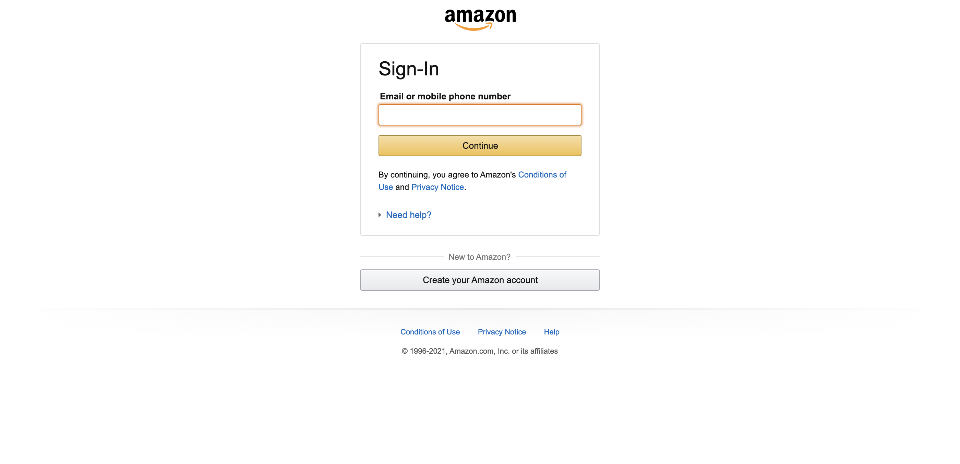 amazon
Sign-In
Email or mobile phone number
Continue
By continuing, you agree to Amazon's Conditions of
Use and Privacy Notice.
Need help?
New to Amazon?
Create your Amazon account
Conditions of Use Privacy Notice Help
© 1996-2021, Amazon.com, Inc. or its affiliates